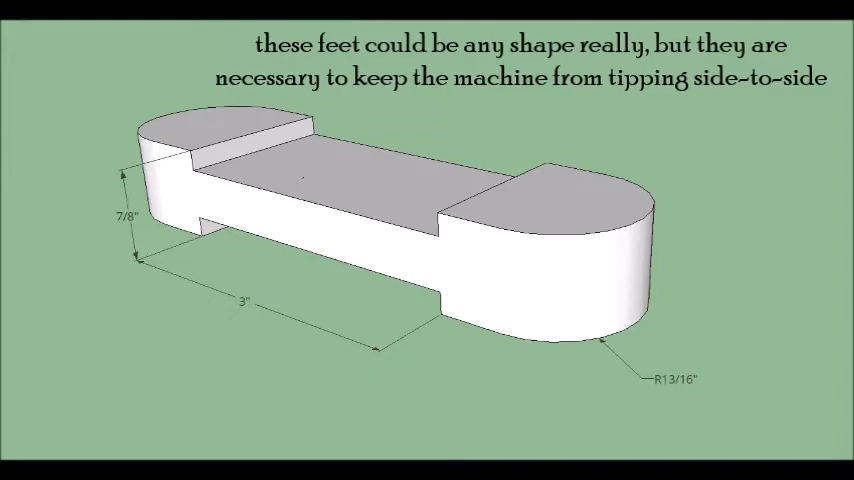 these feet could be any shape really, but they are
necessary to keep the machine from tipping side-to-side
7/8"
3"
R13/16"